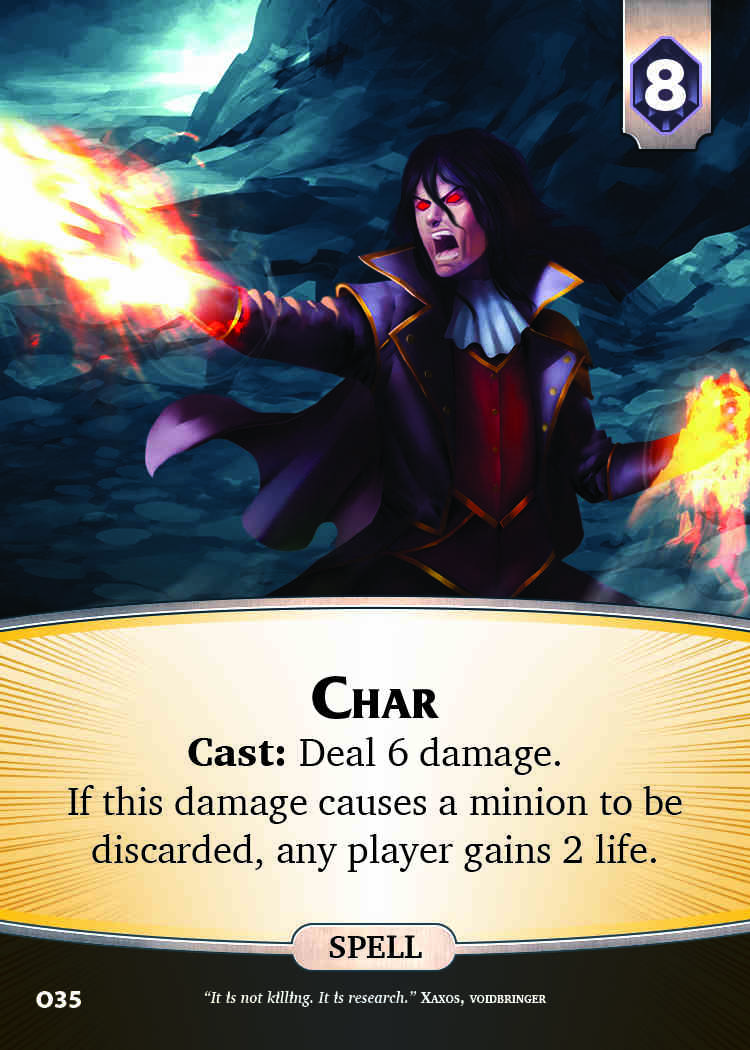 8
Char
Cast: Deal 6 damage.
If this damage causes a minion to be
discarded, any player gains 2 life.
SPELL
035 “It is not killing. It is research.” Xaxos, voidbringer